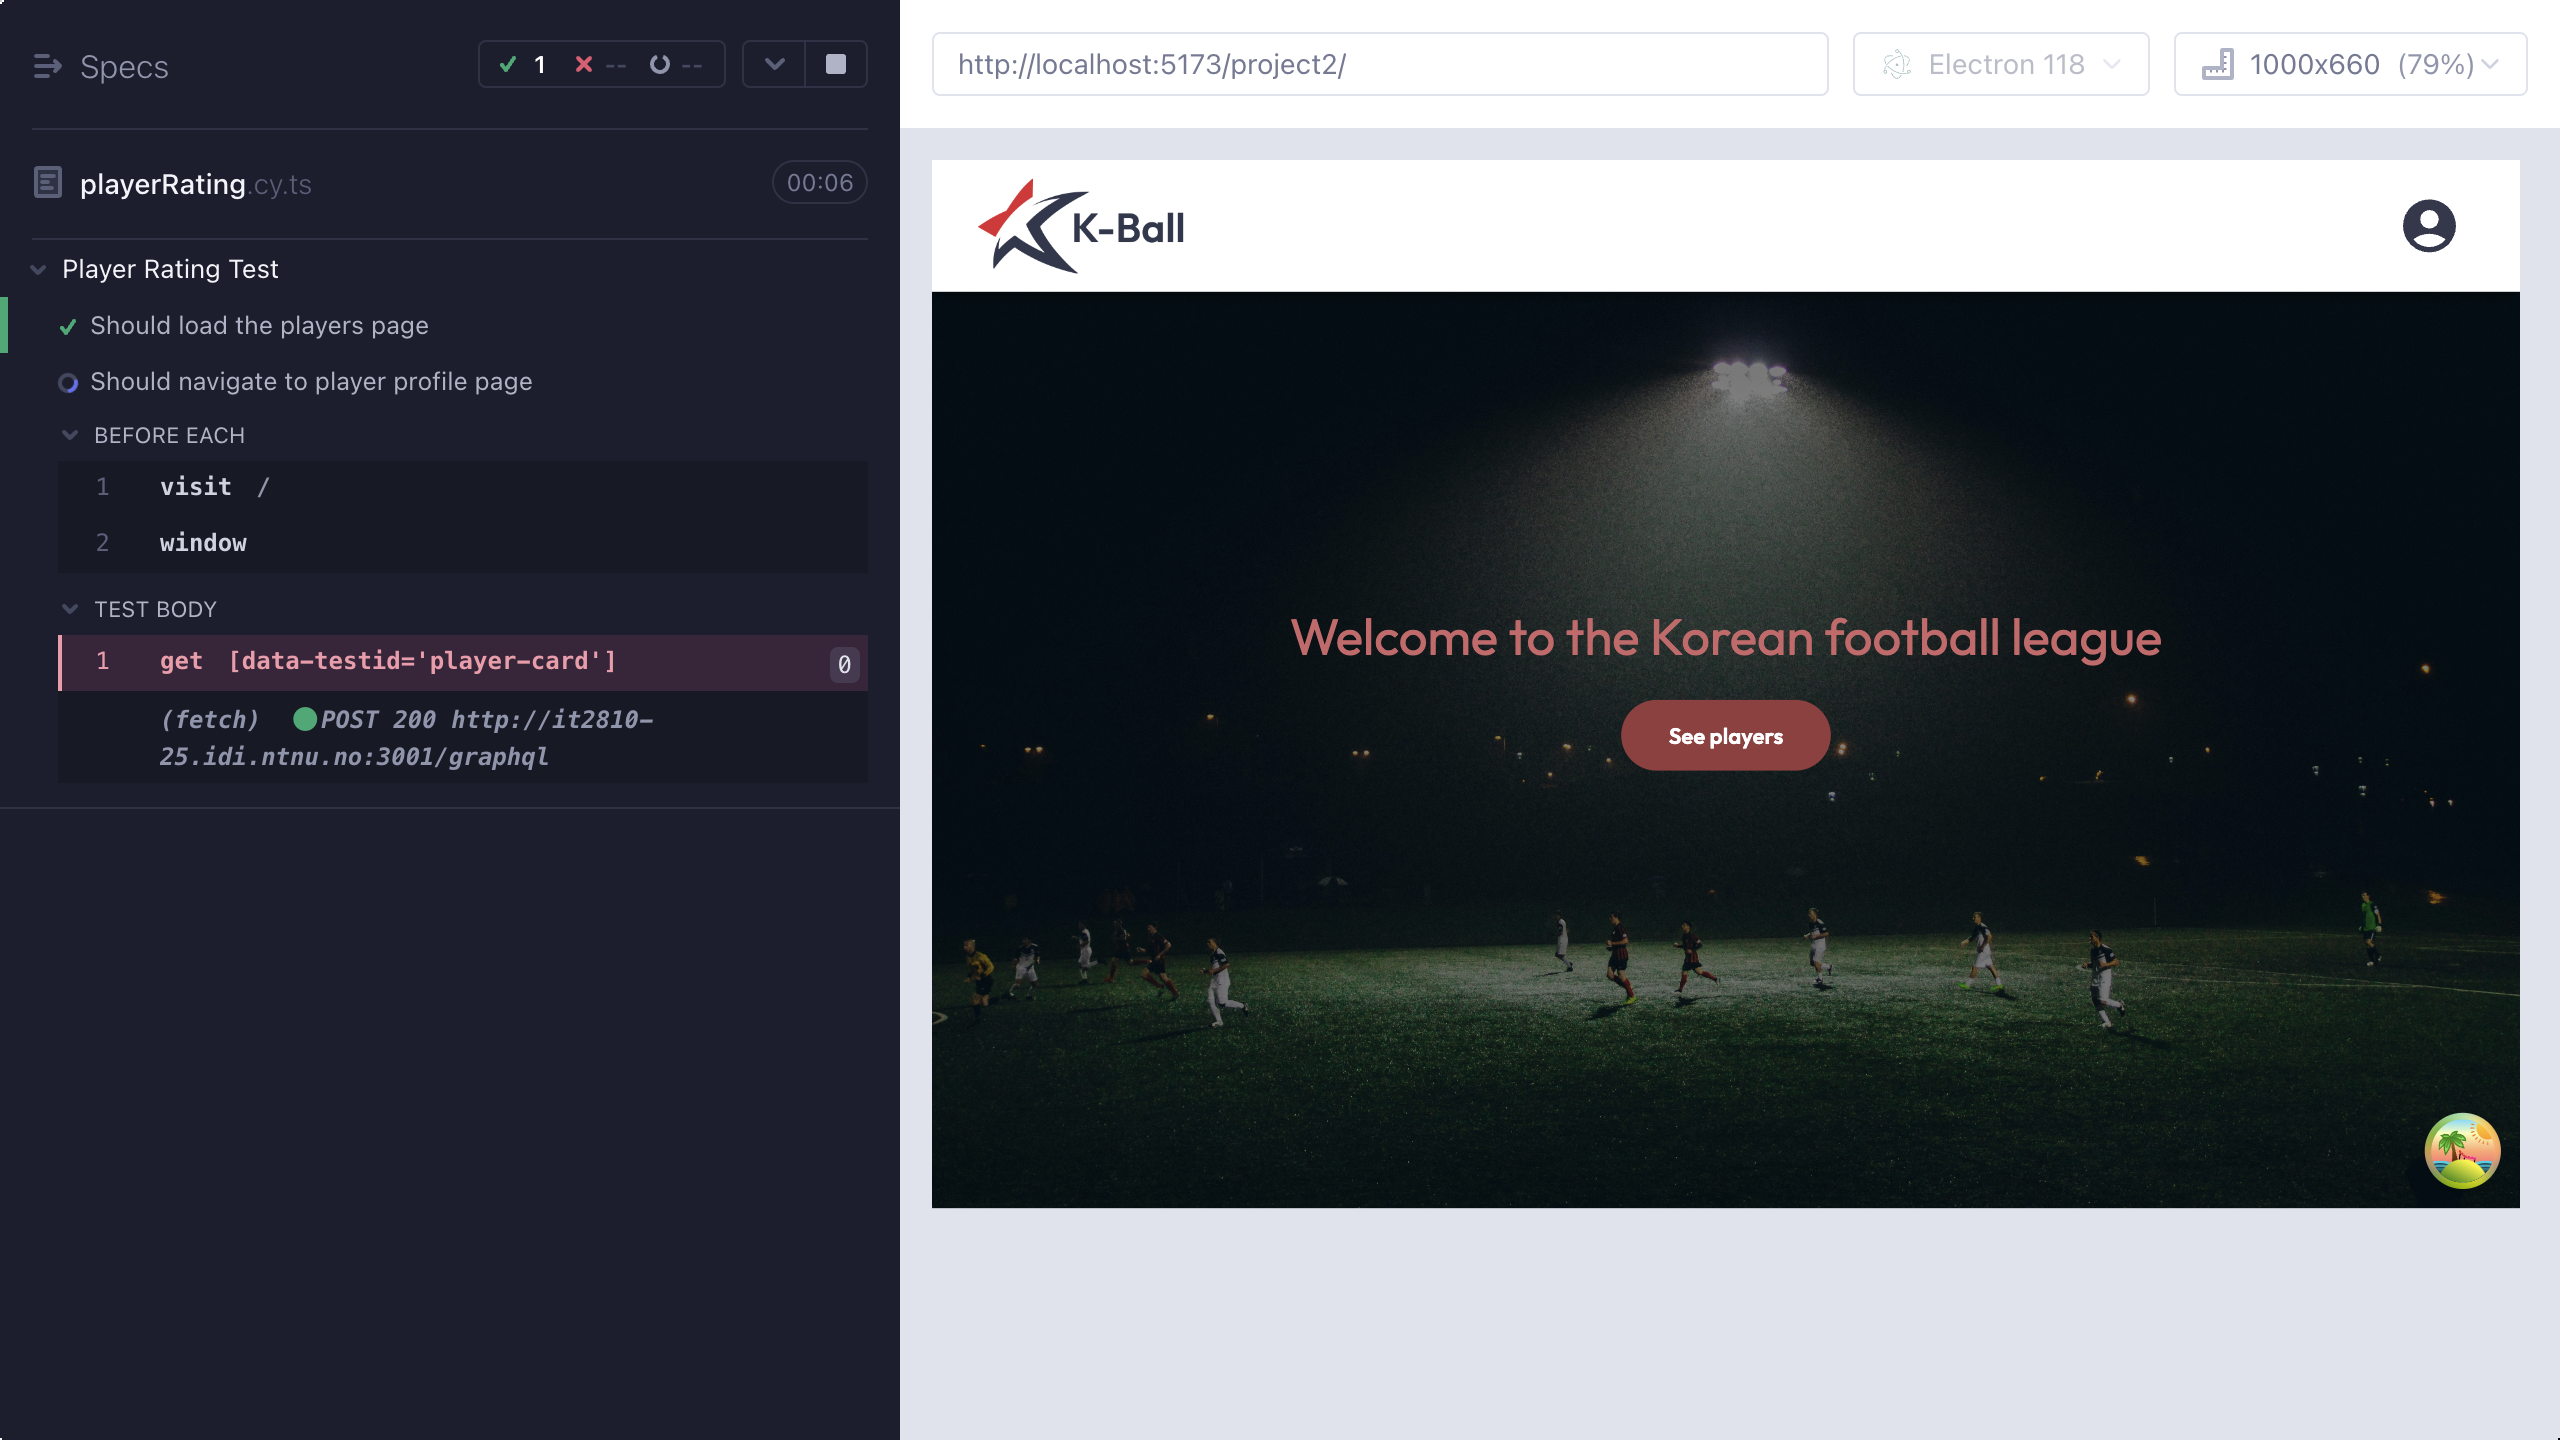 Specs
1 -- --
playerRating.cy.ts
00:06
Player Rating Test
Should load the players page
Should navigate to player profile page
BEFORE EACH
1 visit /
2 window
TEST BODY
1 get [data-testid='player-card'] 0
(fetch) POST 200 http://it2810-
25.idi.ntnu.no:3001/graphql
http://localhost:5173/project2/
Electron 118
1000x660 (79%)
K-Ball
Welcome to the Korean football league
See players